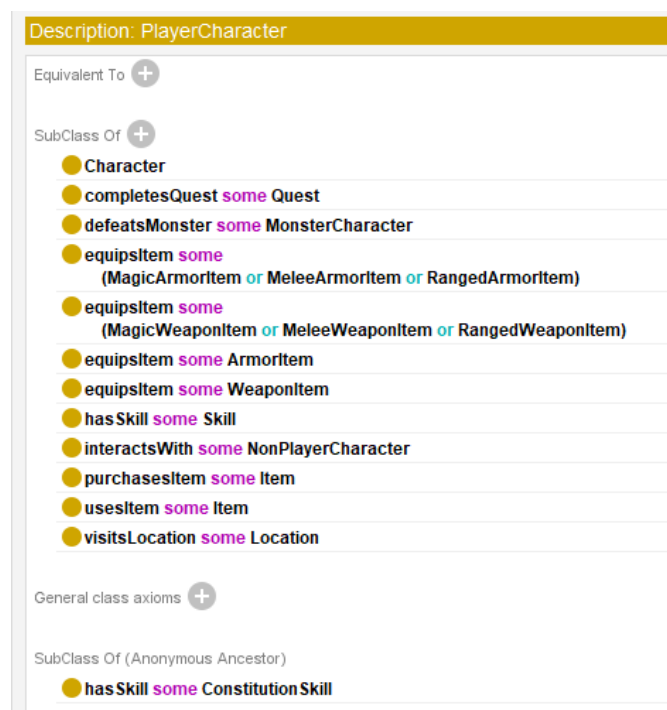 Description: PlayerCharacter
Equivalent To
SubClass Of
Character
completesQuest some Quest
defeatsMonster some MonsterCharacter
equipsItem some
(MagicArmorItem or MeleeArmorItem or RangedArmorItem)
equipsItem some
(MagicWeaponItem or MeleeWeaponItem or RangedWeaponItem)
equipsItem some ArmorItem
equipsItem some WeaponItem
hasSkill some Skill
interactsWith some NonPlayerCharacter
purchasesItem some Item
usesItem some Item
visitsLocation some Location
General class axioms
SubClass Of (Anonymous Ancestor)
hasSkill some ConstitutionSkill